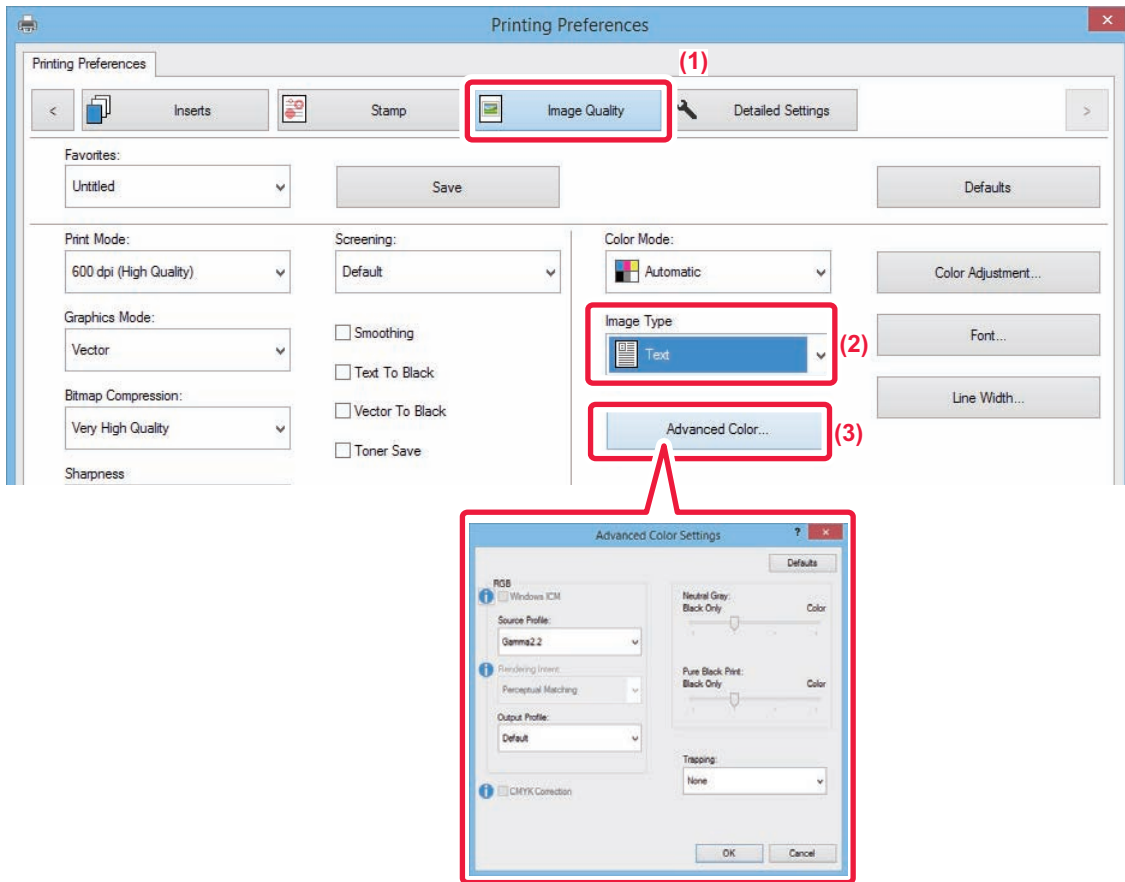 Printing Preferences
Printing Preferences
(1)
<
Inserts
Stamp
Image Quality
Detailed Settings
>
Favorites:
Untitled
Save
Defaults
Print Mode:
600 dpi (High Quality)
Screening:
Default
Color Mode:
Automatic
Color Adjustment...
Graphics Mode:
Vector
Smoothing
Text To Black
Image Type
Text
(2)
Font...
Bitmap Compression:
Very High Quality
Vector To Black
Toner Save
Advanced Color...
(3)
Line Width...
Sharpness
Advanced Color Settings
?
Defaults
RGB
Windows ICM
Source Profile:
Gamma2.2
Rendering Intent:
Perceptual Matching
Output Profile:
Default
CMYK Correction
Neutral Gray:
Black Only Color
Pure Black Print:
Black Only Color
Trapping:
None
OK
Cancel